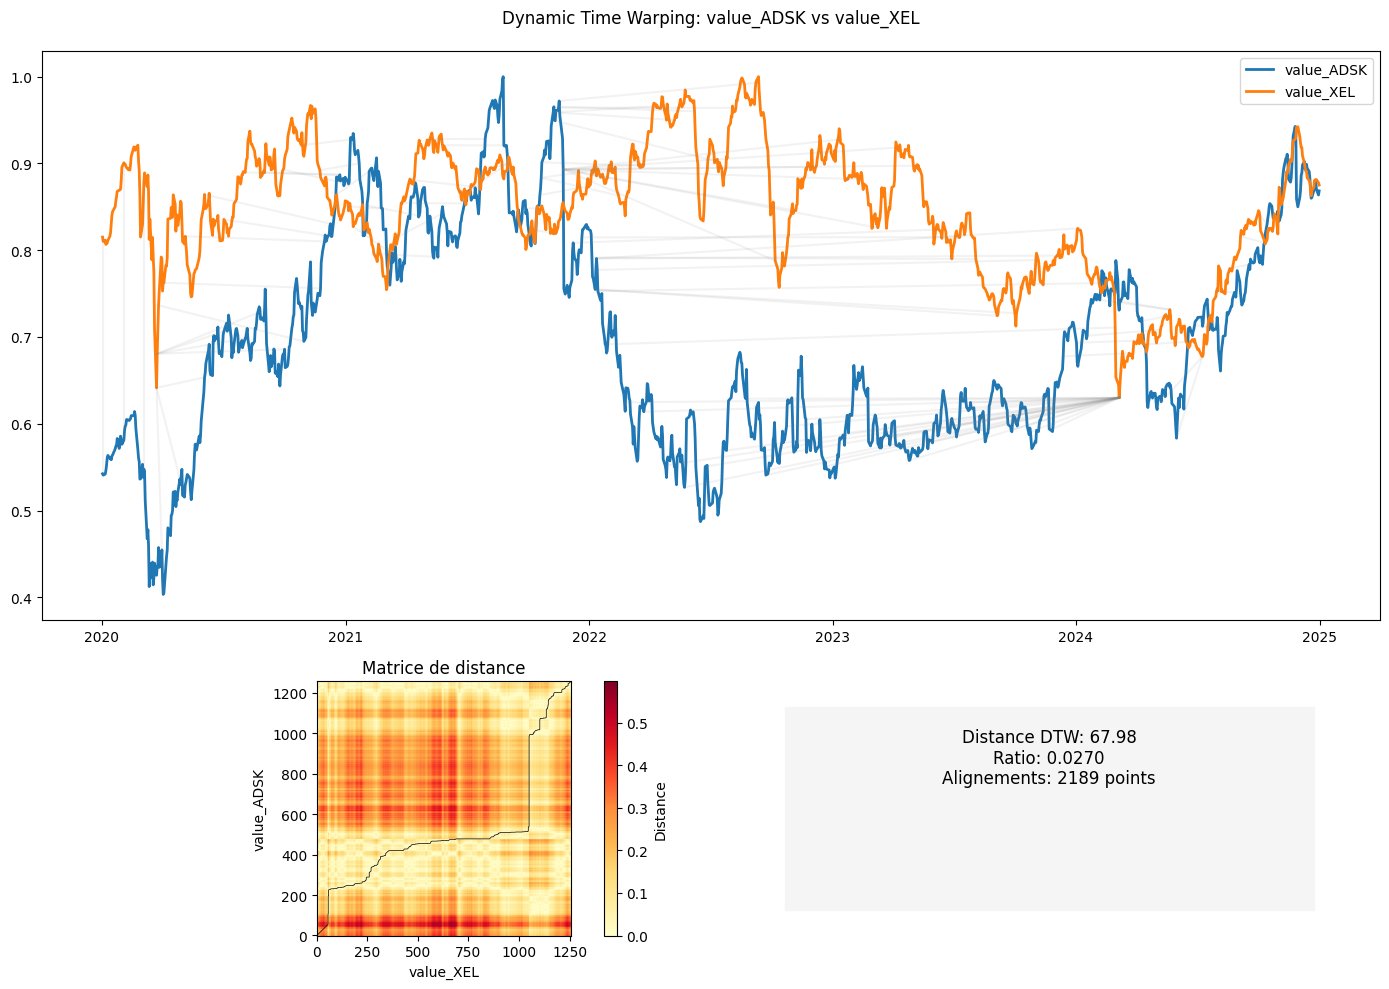 Dynamic Time Warping: value_ADSK vs value_XEL
value_ADSK
value_XEL
1.0
0.9
0.8
0.7
0.6
0.5
0.4
2020 2021 2022 2023 2024 2025
Matrice de distance
1200
1000
800
600
400
200
0
value_ADSK
0 250 500 750 1000 1250
value_XEL
0.5
0.4
0.3
0.2
0.1
0.0
Distance
Distance DTW: 67.98
Ratio: 0.0270
Alignements: 2189 points